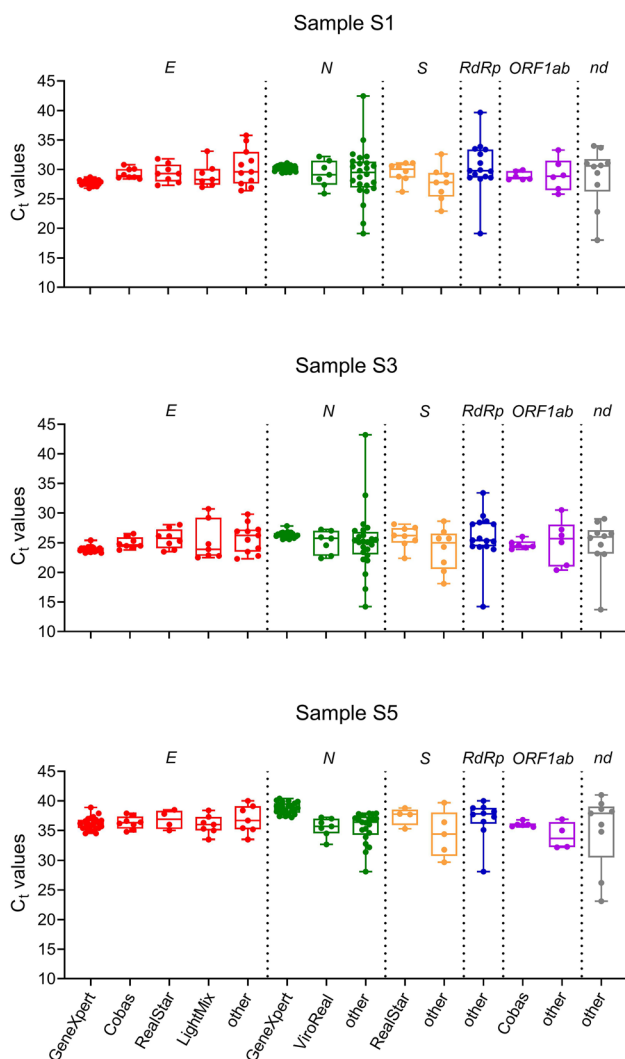 Sample S1
E N S RdRp ORF1ab nd
45
40
35
30
25
20
15
10
Ct values
Sample S3
E N S RdRp ORF1ab nd
45
40
35
30
25
20
15
10
Ct values
Sample S5
E N S RdRp ORF1ab nd
45
40
35
30
25
20
15
10
Ct values
GeneXpert
Cobas
RealStar
LightMix
other
GeneXpert
ViroReal
other
RealStar
other
other
Cobas
other
other